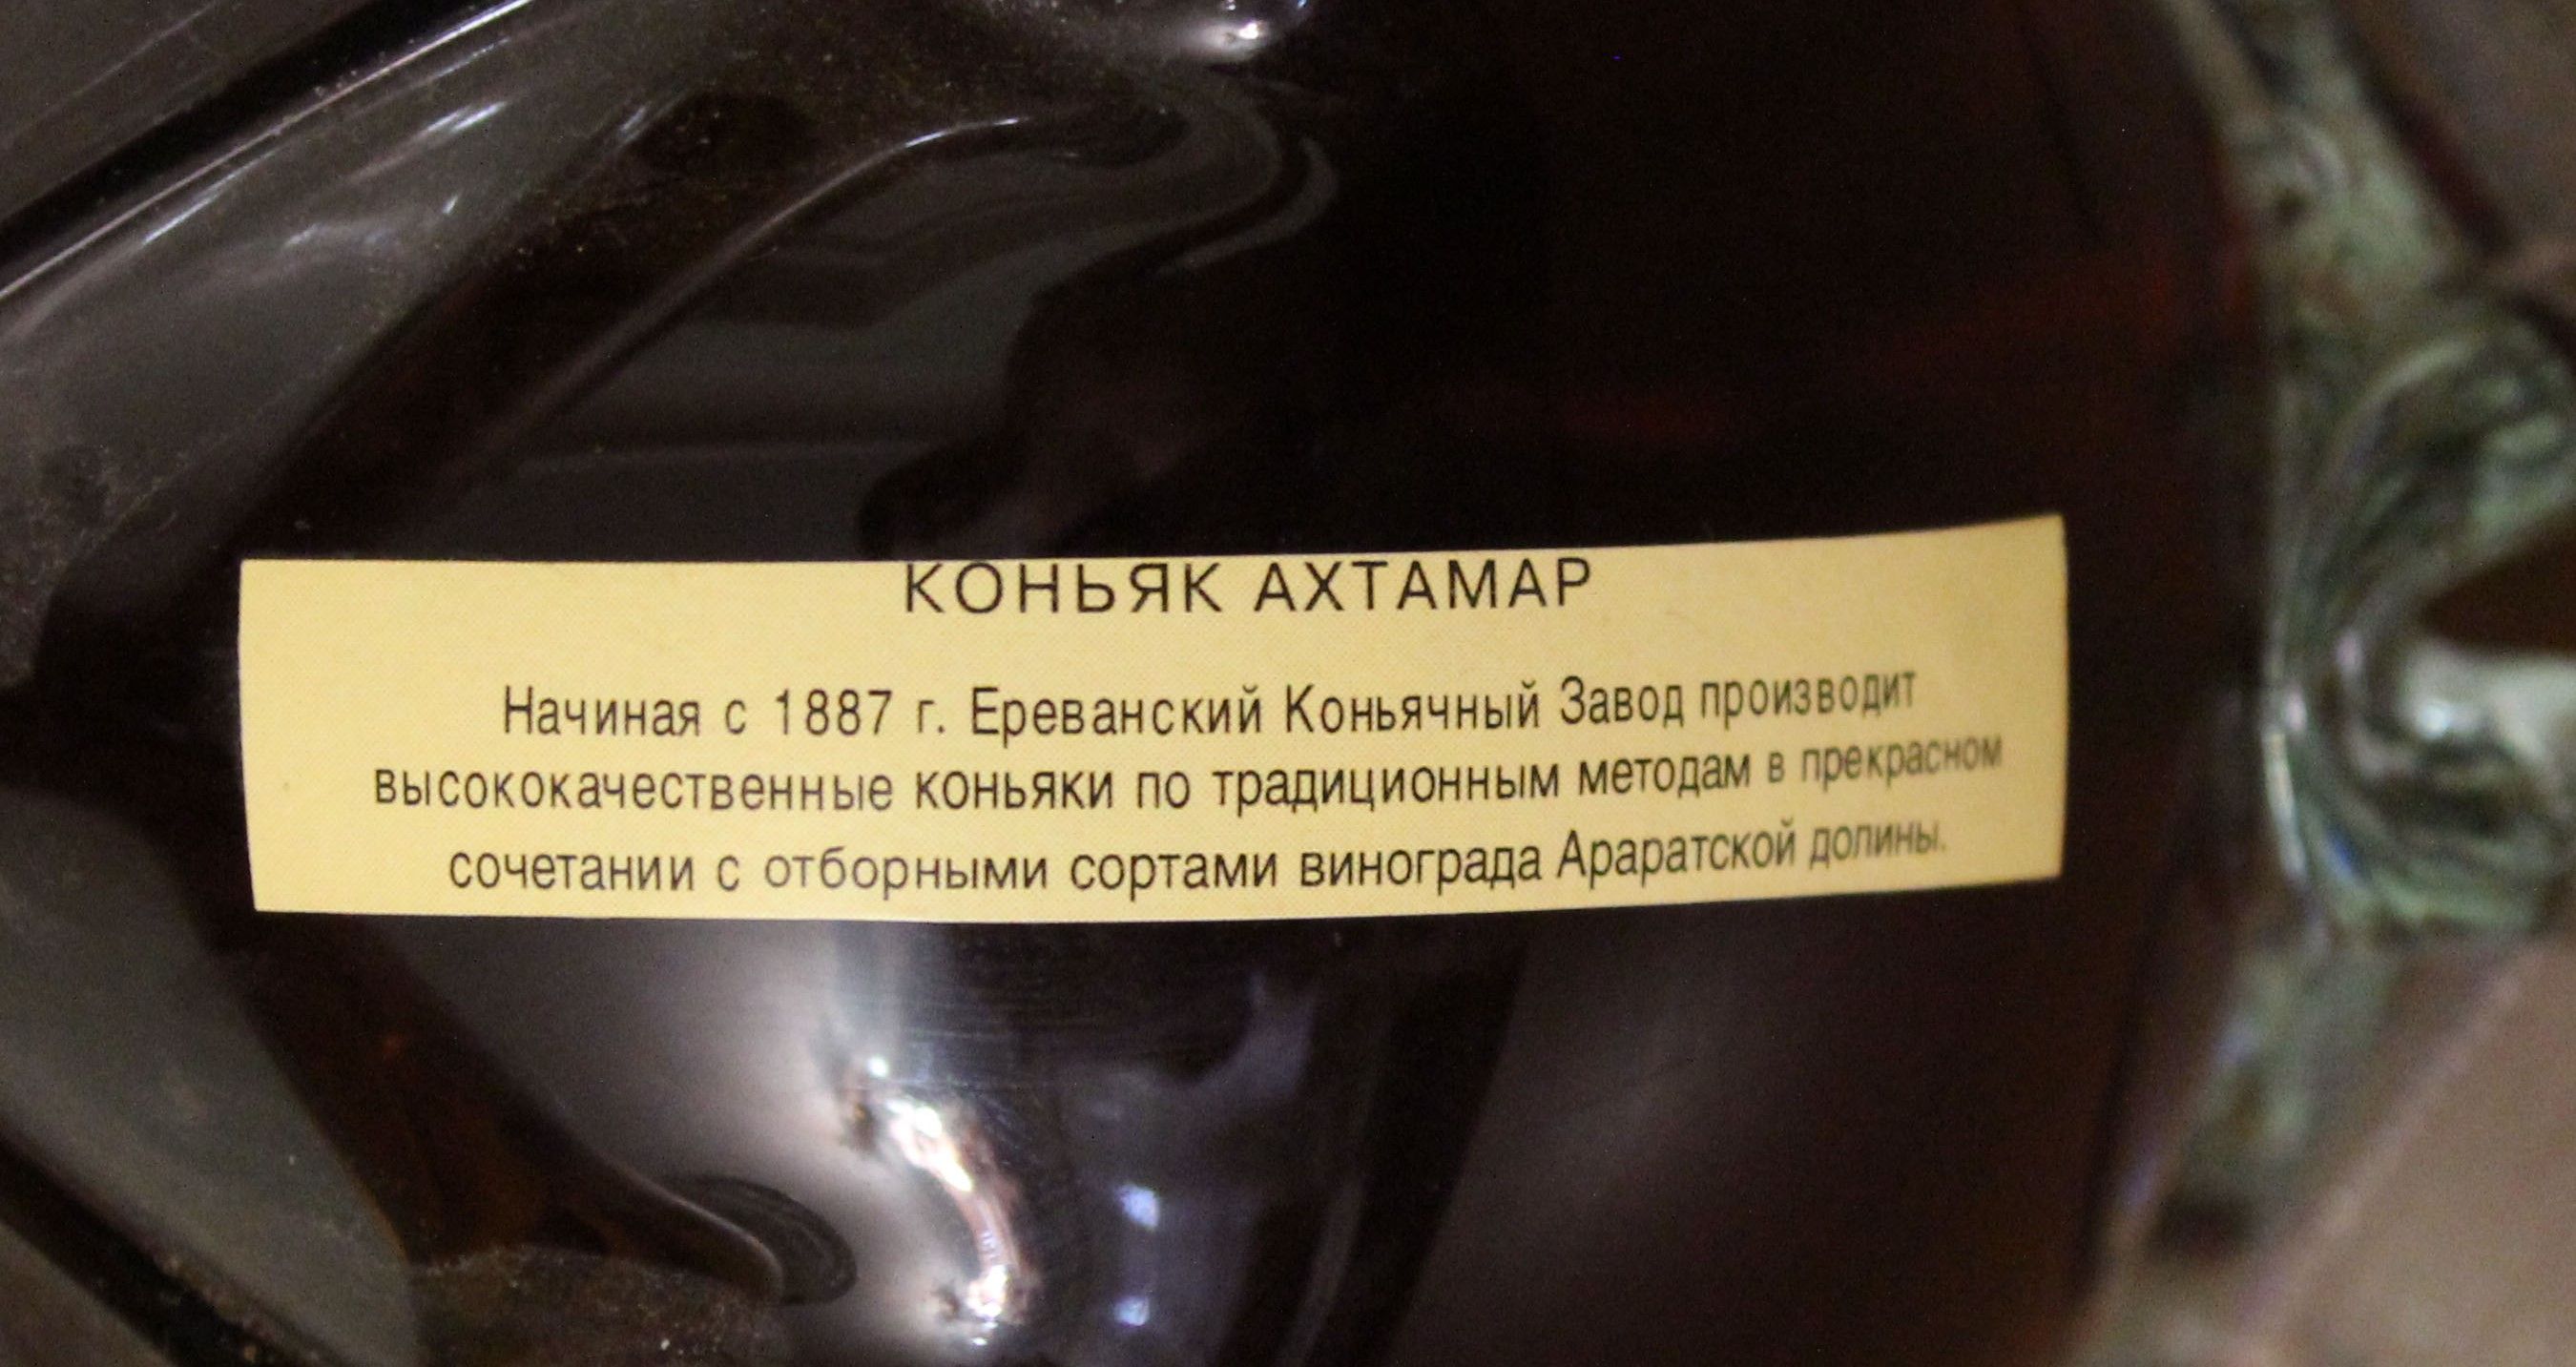 КОНЬЯК АХТАМАР
Начиная с 1887 г. Ереванский Коньячный Завод производит
высококачественные коньяки по традиционным методам в прекрасном
сочетании с отборными сортами винограда Араратской долины.